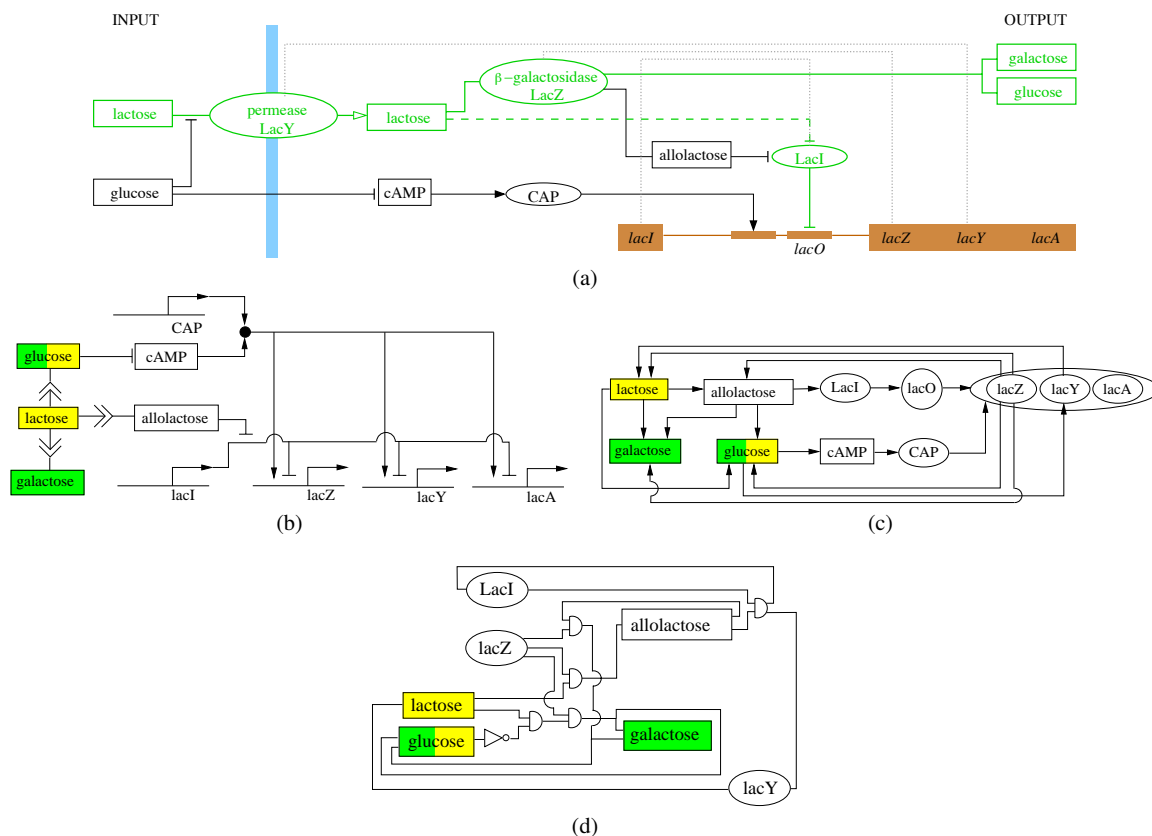 INPUT
OUTPUT
galactose
glucose
β−galactosidase
LacZ
lactose
permease
LacY
lactose
allolactose
LacI
glucose
cAMP
CAP
lacI
lacO
lacZ
lacY
lacA
(a)
CAP
glucose
cAMP
lactose
allolactose
galactose
lacI
lacZ
lacY
lacA
(b)
lactose
allolactose
LacI
lacO
lacZ
lacY
lacA
galactose
glucose
cAMP
CAP
(c)
LacI
allolactose
lacZ
lactose
glucose
galactose
lacY
(d)